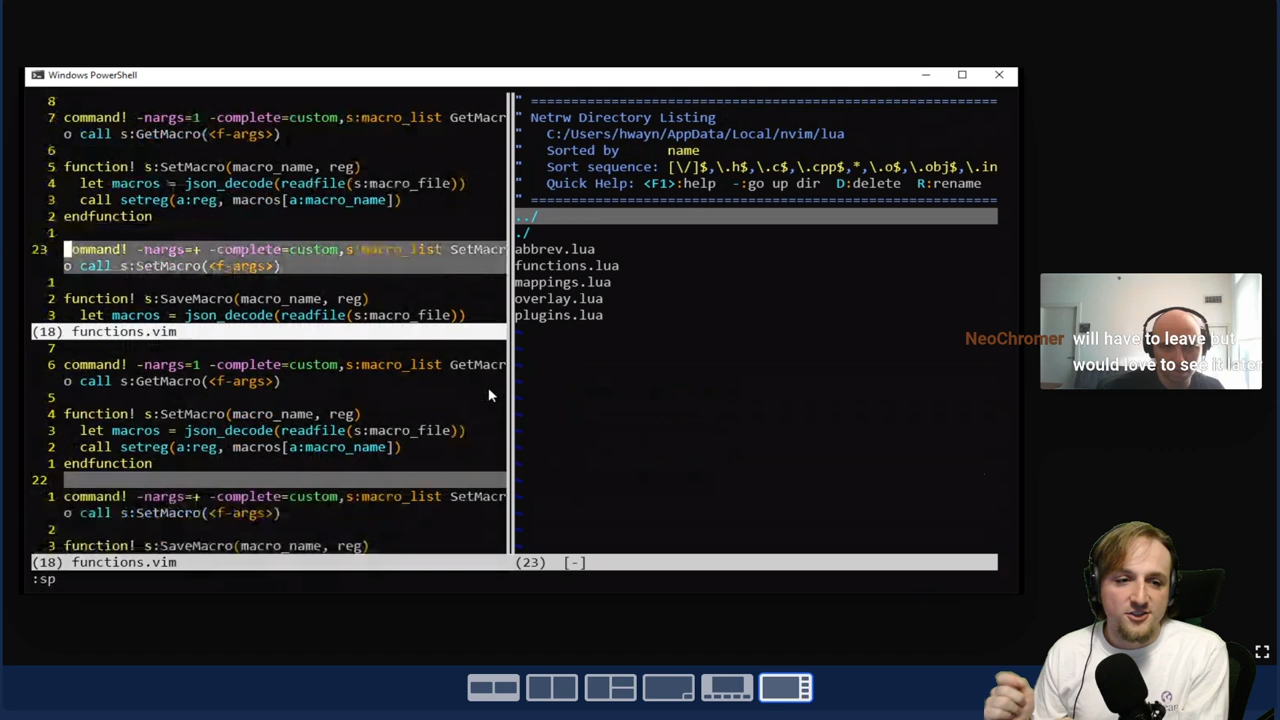 Windows PowerShell
8
7 command! -nargs=1 -complete=custom,s:macro_list GetMacr
o call s:GetMacro(<f-args>)
6
5 function! s:SetMacro(macro_name, reg)
4 let macros = json_decode(readfile(s:macro_file))
3 call setreg(a:reg, macros[a:macro_name])
2 endfunction
1
23 command! -nargs=+ -complete=custom,s:macro_list SetMacr
o call s:SetMacro(<f-args>)
1
2 function! s:SaveMacro(macro_name, reg)
3 let macros = json_decode(readfile(s:macro_file))
(18) functions.vim
7
6 command! -nargs=1 -complete=custom,s:macro_list GetMacr
o call s:GetMacro(<f-args>)
5
4 function! s:SetMacro(macro_name, reg)
3 let macros = json_decode(readfile(s:macro_file))
2 call setreg(a:reg, macros[a:macro_name])
1 endfunction
22
1 command! -nargs=+ -complete=custom,s:macro_list SetMacr
o call s:SetMacro(<f-args>)
2
3 function! s:SaveMacro(macro_name, reg)
(18) functions.vim
:sp
" ============================================================
" Netrw Directory Listing
" C:/Users/hwayn/AppData/Local/nvim/lua
" Sorted by name
" Sort sequence: [\/]$,\.h$,\.c$,\.cpp$,*,\.o$,\.obj$,\.in
" Quick Help: <F1>:help -:go up dir D:delete R:rename
" ============================================================
../
./
abbrev.lua
functions.lua
mappings.lua
overlay.lua
plugins.lua
(23) [-]
NeoChromer will have to leave but
would love to see it later